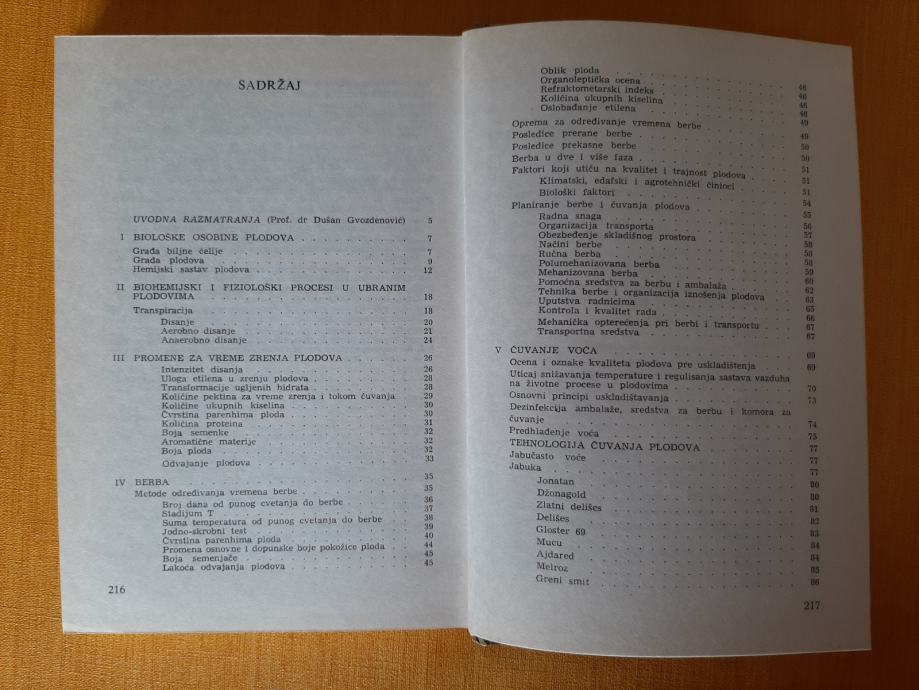 SADRŽAJ
UVODNA RAZMATRANJA (Prof. dr Dušan Gvozdenović) 5
I BIOLOŠKE OSOBINE PLODOVA 7
Građa biljne ćelije 7
Građa plodova 9
Hemijski sastav plodova 12
II BIOHEMIJSKI I FIZIOLOŠKI PROCESI U UBRANIM
PLODOVIMA 18
Transpiracija 18
Disanje 20
Aerobno disanje 21
Anaerobno disanje 24
III PROMENE ZA VREME ZRENJA PLODOVA 26
Intenzitet disanja 26
Uloga etilena u zrenju plodova 28
Transformacije ugljenih hidrata 28
Količine pektina za vreme zrenja i tokom čuvanja 29
Količine ukupnih kiselina 30
Čvrstina parenhima ploda 30
Količina proteina 31
Boja semenke 32
Aromatične materije 32
Boja ploda 32
Odvajanje plodova 33
IV BERBA 35
Metode određivanja vremena berbe 35
Broj dana od punog cvetanja do berbe 36
Stadijum T 37
Suma temperatura od punog cvetanja do berbe 38
Jodno-skrobni test 39
Čvrstina parenhima ploda 40
Promena osnovne i dopunske boje pokožice ploda 44
Boja semenjače 45
Lakoća odvajanja plodova 45
216
Oblik ploda
Organoleptička ocena 46
Refraktometarski indeks 46
Količina ukupnih kiselina 46
Oslobađanje etilena 48
Oprema za određivanje vremena berbe 49
Posledice prerane berbe 49
Posledice prekasne berbe 50
Berba u dve i više faza 50
Faktori koji utiču na kvalitet i trajnost plodova 51
Klimatski, edafski i agrotehnički činioci 51
Biološki faktori 51
Planiranje berbe i čuvanja plodova 54
Radna snaga 55
Organizacija transporta 56
Obezbeđenje skladišnog prostora 57
Načini berbe 58
Ručna berba 58
Polumehanizovana berba 58
Mehanizovana berba 59
Pomoćna sredstva za berbu i ambalaža 60
Tehnika berbe i organizacija iznošenja plodova 62
Uputstva radnicima 63
Kontrola i kvalitet rada 65
Mehanička opterećenja pri berbi i transportu 66
Transportna sredstva 67
V ČUVANJE VOĆA 69
Ocena i oznake kvaliteta plodova pre uskladištenja 69
Uticaj snižavanja temperature i regulisanja sastava vazduha
na životne procese u plodovima 70
Osnovni principi uskladištavanja 73
Dezinfekcija ambalaže, sredstva za berbu i komora za
čuvanje 74
Predhlađenje voća 75
TEHNOLOGIJA ČUVANJA PLODOVA 77
Jabučasto voće 77
Jabuka 77
Jonatan 80
Džonagold 80
Zlatni delišes 81
Delišes 82
Gloster 69 83
Mucu 84
Ajdared 84
Melroz 85
Greni smit 86
217